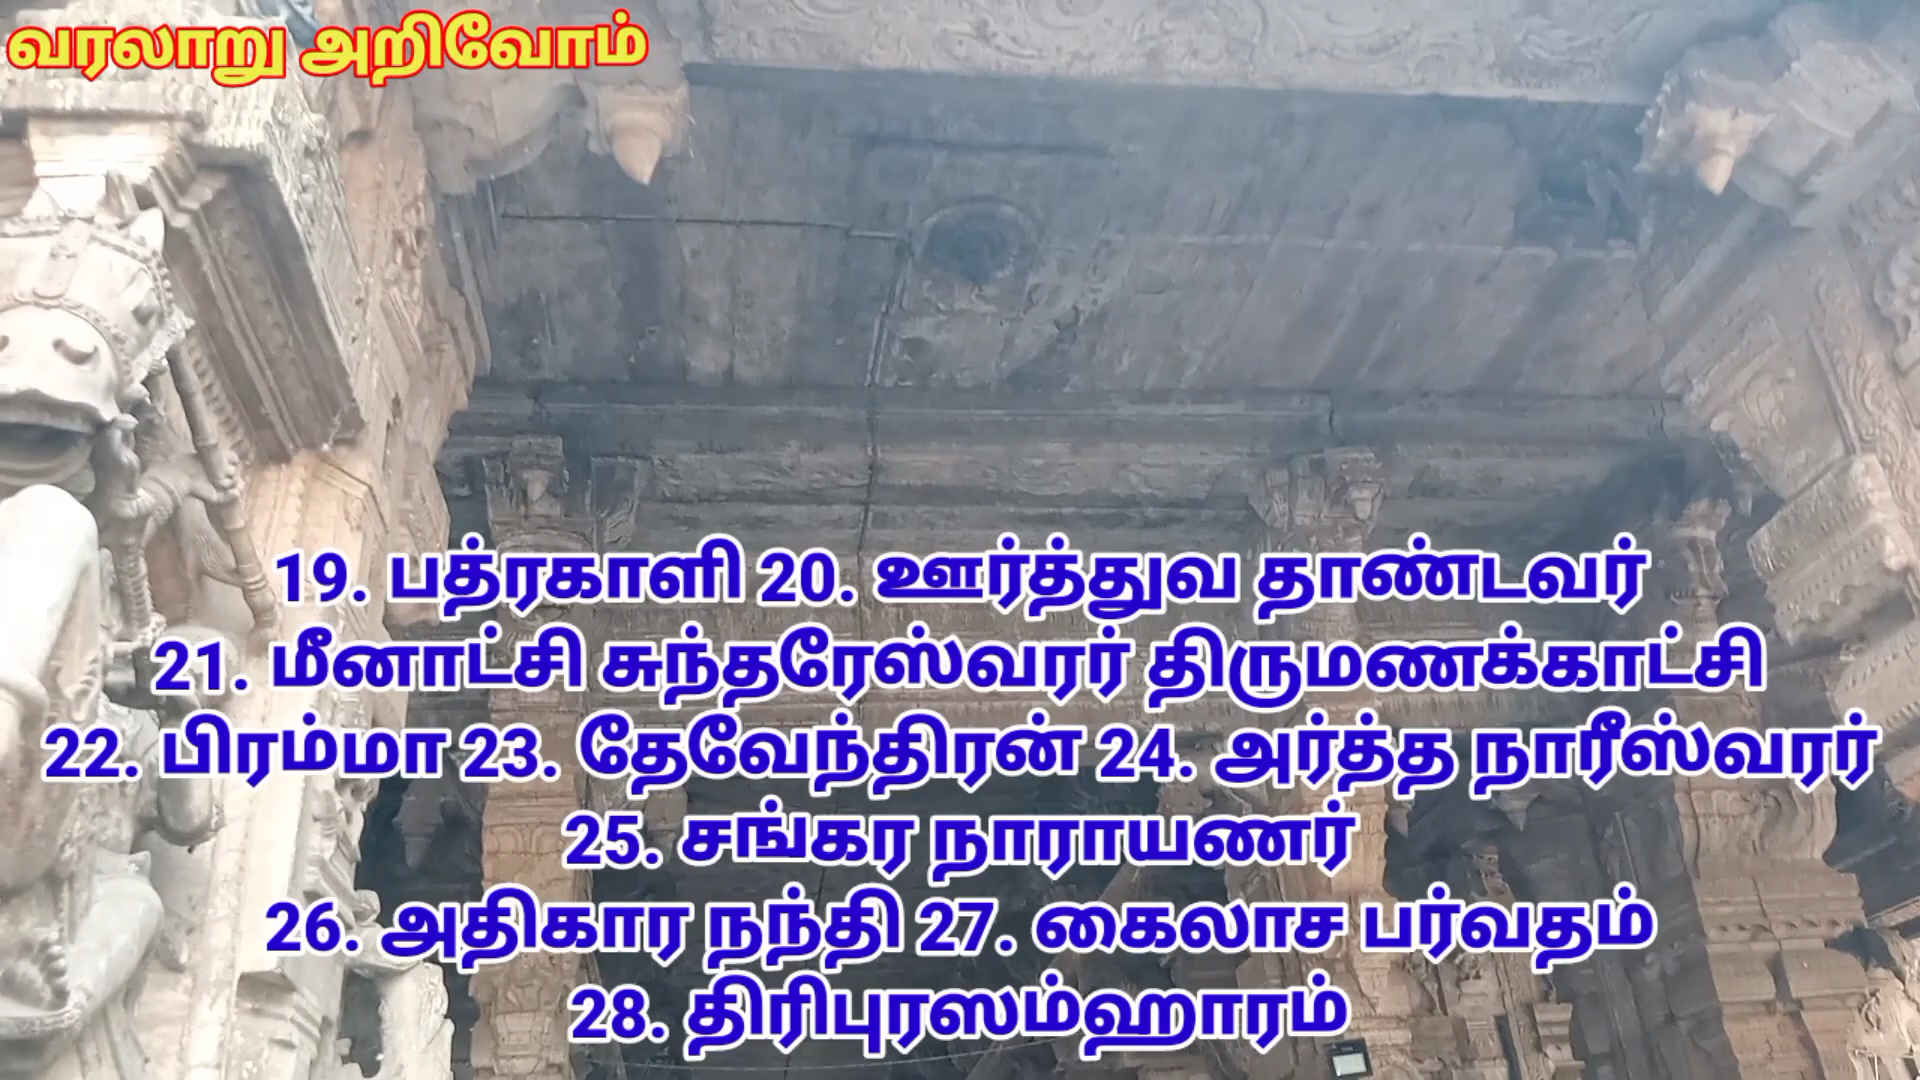 வரலாறு அறிவோம்
19. பத்ரகாளி 20. ஊர்த்துவ தாண்டவர்
21. மீனாட்சி சுந்தரேஸ்வரர் திருமணக்காட்சி
22. பிரம்மா 23. தேவேந்திரன் 24. அர்த்த நாரீஸ்வரர்
25. சங்கர நாராயணர்
26. அதிகார நந்தி 27. கைலாச பர்வதம்
28. திரிபுரஸம்ஹாரம்